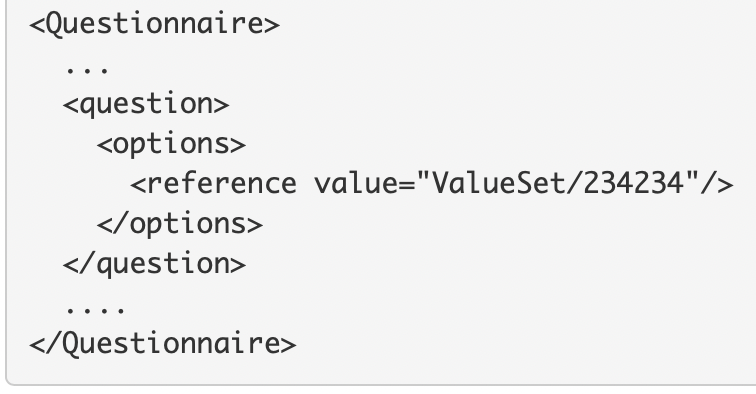 <Questionnaire>
  ...
  <question>
    <options>
      <reference value="ValueSet/234234"/>
    </options>
  </question>
  ....
</Questionnaire>